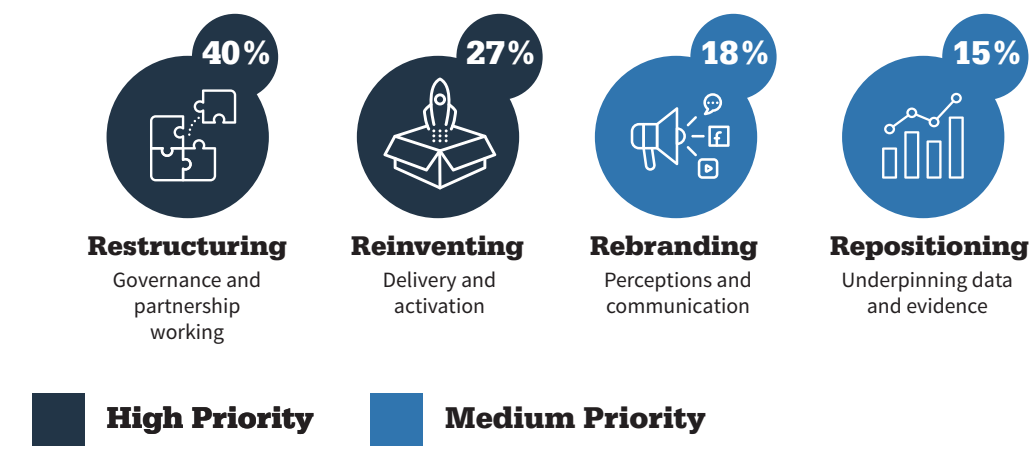 40%
27%
18%
15%
Restructuring
Governance and
partnership
working
Reinventing
Delivery and
activation
Rebranding
Perceptions and
communication
Repositioning
Underpinning data
and evidence
High Priority
Medium Priority